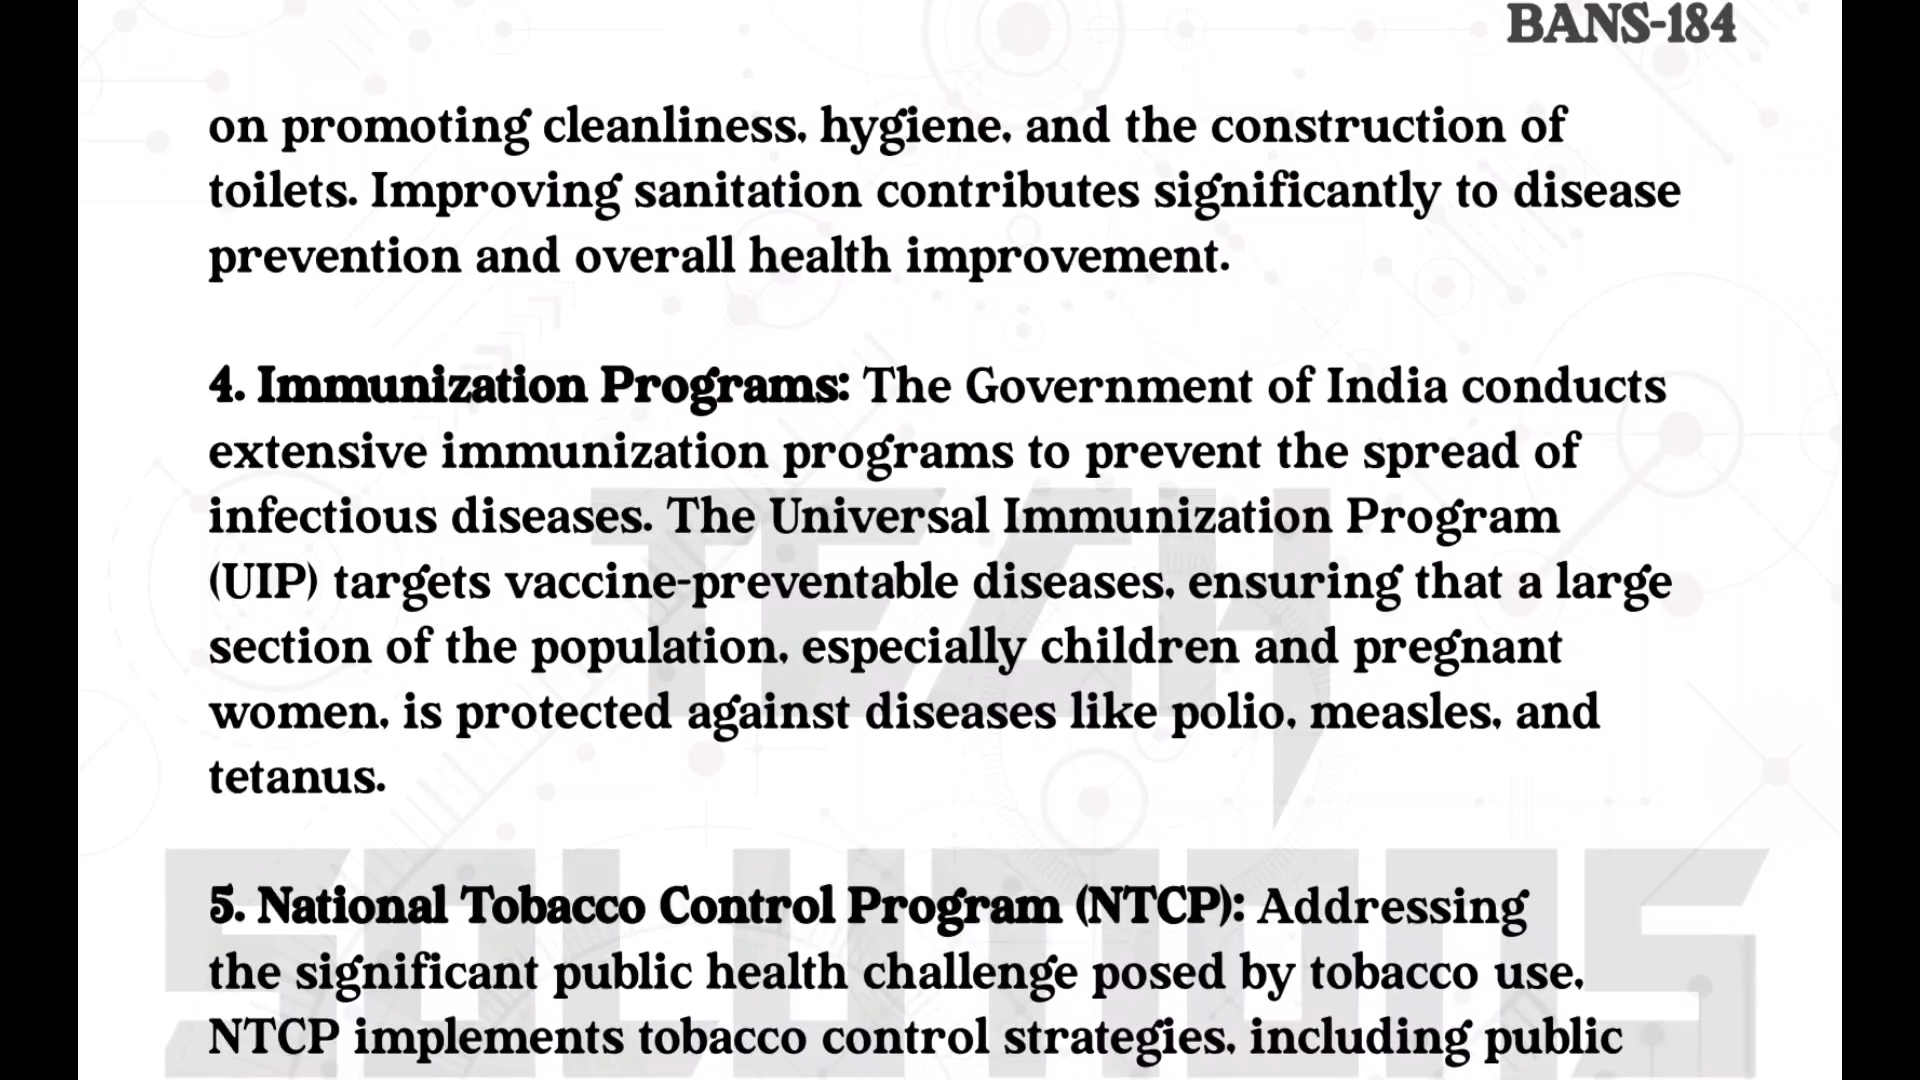 BANS-184
on promoting cleanliness, hygiene, and the construction of
toilets. Improving sanitation contributes significantly to disease
prevention and overall health improvement.
4. Immunization Programs: The Government of India conducts
extensive immunization programs to prevent the spread of
infectious diseases. The Universal Immunization Program
(UIP) targets vaccine-preventable diseases, ensuring that a large
section of the population, especially children and pregnant
women, is protected against diseases like polio, measles, and
tetanus.
5. National Tobacco Control Program (NTCP): Addressing
the significant public health challenge posed by tobacco use,
NTCP implements tobacco control strategies, including public
TECH
SOLUTIONS